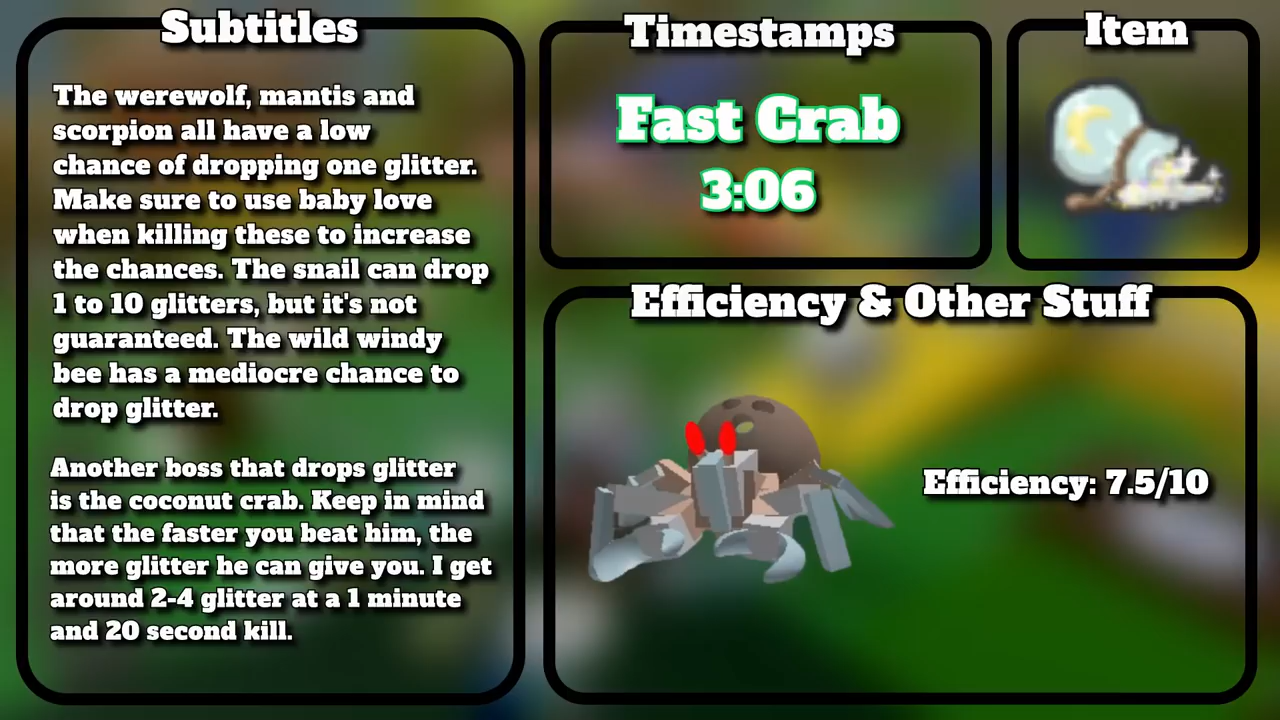 Subtitles
The werewolf, mantis and
scorpion all have a low
chance of dropping one glitter.
Make sure to use baby love
when killing these to increase
the chances. The snail can drop
1 to 10 glitters, but it's not
guaranteed. The wild windy
bee has a mediocre chance to
drop glitter.
Another boss that drops glitter
is the coconut crab. Keep in mind
that the faster you beat him, the
more glitter he can give you. I get
around 2-4 glitter at a 1 minute
and 20 second kill.
Timestamps
Fast Crab
3:06
Item
Efficiency & Other Stuff
Efficiency: 7.5/10